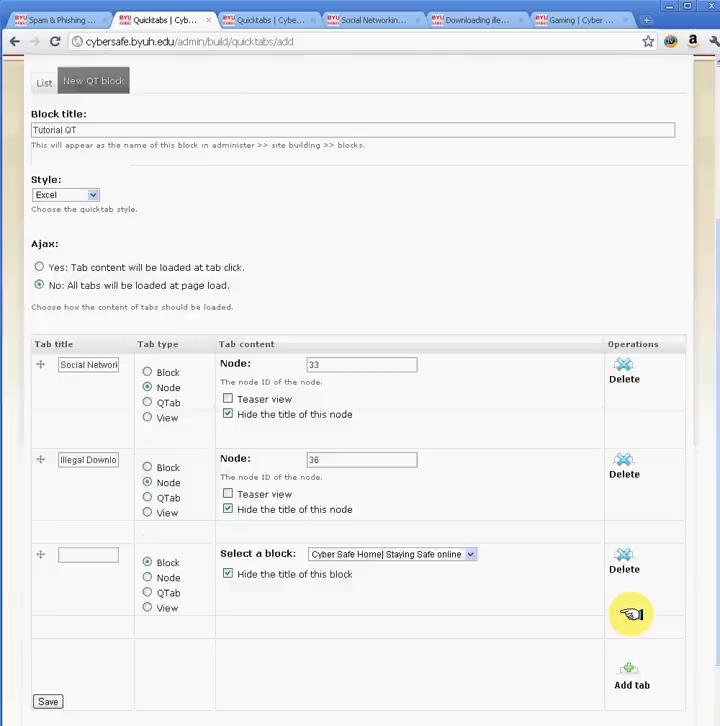 Spam & Phishing
Quicktabs | Cyb
Quicktabs | Cybe
Social Networkin
Downloading ille
Gaming | Cyber
cybersafe.byuh.edu/admin/build/quicktabs/add
List
New QT block
Block title:
Tutorial QT
This will appear as the name of this block in administer >> site building >> blocks.
Style:
Excel
Choose the quicktab style.
Ajax:
Yes: Tab content will be loaded at tab click.
No: All tabs will be loaded at page load.
Choose how the content of tabs should be loaded.
Tab title Tab type Tab content Operations
Social Network
Block
Node
QTab
View
Node: 33
The node ID of the node.
Teaser view
Hide the title of this node
Delete
Illegal Downlo
Block
Node
QTab
View
Node: 36
The node ID of the node.
Teaser view
Hide the title of this node
Delete
Block
Node
QTab
View
Select a block: Cyber Safe Home| Staying Safe online
Hide the title of this block
Delete
Add tab
Save